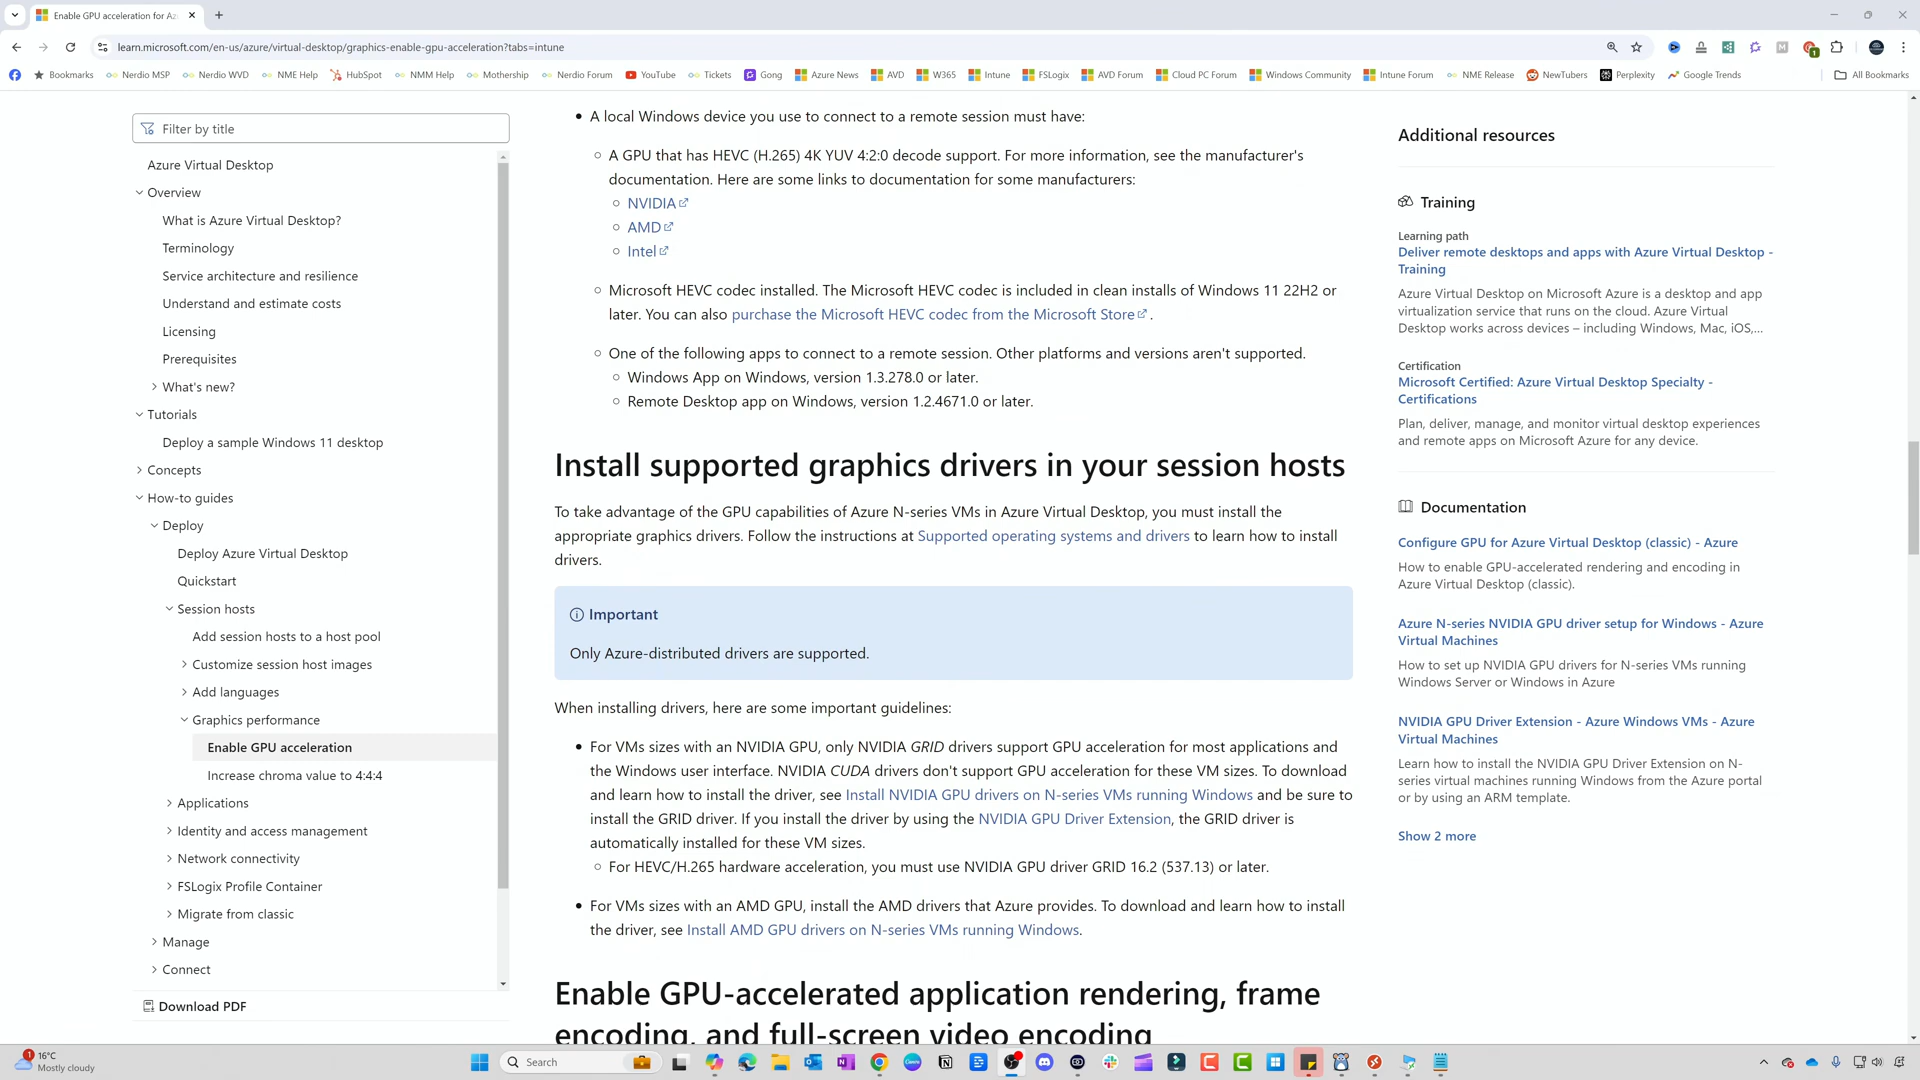 Enable GPU acceleration for Az
learn.microsoft.com/en-us/azure/virtual-desktop/graphics-enable-gpu-acceleration?tabs=intune
Bookmarks
Nerdio MSP
Nerdio WVD
NME Help
HubSpot
NMM Help
Mothership
Nerdio Forum
YouTube
Tickets
Gong
Azure News
AVD
W365
Intune
FSLogix
AVD Forum
Cloud PC Forum
Windows Community
Intune Forum
NME Release
NewTubers
Perplexity
Google Trends
All Bookmarks
Filter by title
Azure Virtual Desktop
Overview
What is Azure Virtual Desktop?
Terminology
Service architecture and resilience
Understand and estimate costs
Licensing
Prerequisites
What's new?
Tutorials
Deploy a sample Windows 11 desktop
Concepts
How-to guides
Deploy
Deploy Azure Virtual Desktop
Quickstart
Session hosts
Add session hosts to a host pool
Customize session host images
Add languages
Graphics performance
Enable GPU acceleration
Increase chroma value to 4:4:4
Applications
Identity and access management
Network connectivity
FSLogix Profile Container
Migrate from classic
Manage
Connect
Download PDF
A local Windows device you use to connect to a remote session must have:
A GPU that has HEVC (H.265) 4K YUV 4:2:0 decode support. For more information, see the manufacturer's
documentation. Here are some links to documentation for some manufacturers:
NVIDIA
AMD
Intel
Microsoft HEVC codec installed. The Microsoft HEVC codec is included in clean installs of Windows 11 22H2 or
later. You can also purchase the Microsoft HEVC codec from the Microsoft Store .
One of the following apps to connect to a remote session. Other platforms and versions aren't supported.
Windows App on Windows, version 1.3.278.0 or later.
Remote Desktop app on Windows, version 1.2.4671.0 or later.
Install supported graphics drivers in your session hosts
To take advantage of the GPU capabilities of Azure N-series VMs in Azure Virtual Desktop, you must install the
appropriate graphics drivers. Follow the instructions at Supported operating systems and drivers to learn how to install
drivers.
Important
Only Azure-distributed drivers are supported.
When installing drivers, here are some important guidelines:
For VMs sizes with an NVIDIA GPU, only NVIDIA GRID drivers support GPU acceleration for most applications and
the Windows user interface. NVIDIA CUDA drivers don't support GPU acceleration for these VM sizes. To download
and learn how to install the driver, see Install NVIDIA GPU drivers on N-series VMs running Windows and be sure to
install the GRID driver. If you install the driver by using the NVIDIA GPU Driver Extension, the GRID driver is
automatically installed for these VM sizes.
For HEVC/H.265 hardware acceleration, you must use NVIDIA GPU driver GRID 16.2 (537.13) or later.
For VMs sizes with an AMD GPU, install the AMD drivers that Azure provides. To download and learn how to install
the driver, see Install AMD GPU drivers on N-series VMs running Windows.
Enable GPU-accelerated application rendering, frame
encoding, and full-screen video encoding
Additional resources
Training
Learning path
Deliver remote desktops and apps with Azure Virtual Desktop -
Training
Azure Virtual Desktop on Microsoft Azure is a desktop and app
virtualization service that runs on the cloud. Azure Virtual
Desktop works across devices – including Windows, Mac, iOS,...
Certification
Microsoft Certified: Azure Virtual Desktop Specialty -
Certifications
Plan, deliver, manage, and monitor virtual desktop experiences
and remote apps on Microsoft Azure for any device.
Documentation
Configure GPU for Azure Virtual Desktop (classic) - Azure
How to enable GPU-accelerated rendering and encoding in
Azure Virtual Desktop (classic).
Azure N-series NVIDIA GPU driver setup for Windows - Azure
Virtual Machines
How to set up NVIDIA GPU drivers for N-series VMs running
Windows Server or Windows in Azure
NVIDIA GPU Driver Extension - Azure Windows VMs - Azure
Virtual Machines
Learn how to install the NVIDIA GPU Driver Extension on N-
series virtual machines running Windows from the Azure portal
or by using an ARM template.
Show 2 more
1
16°C
Mostly cloudy
Search